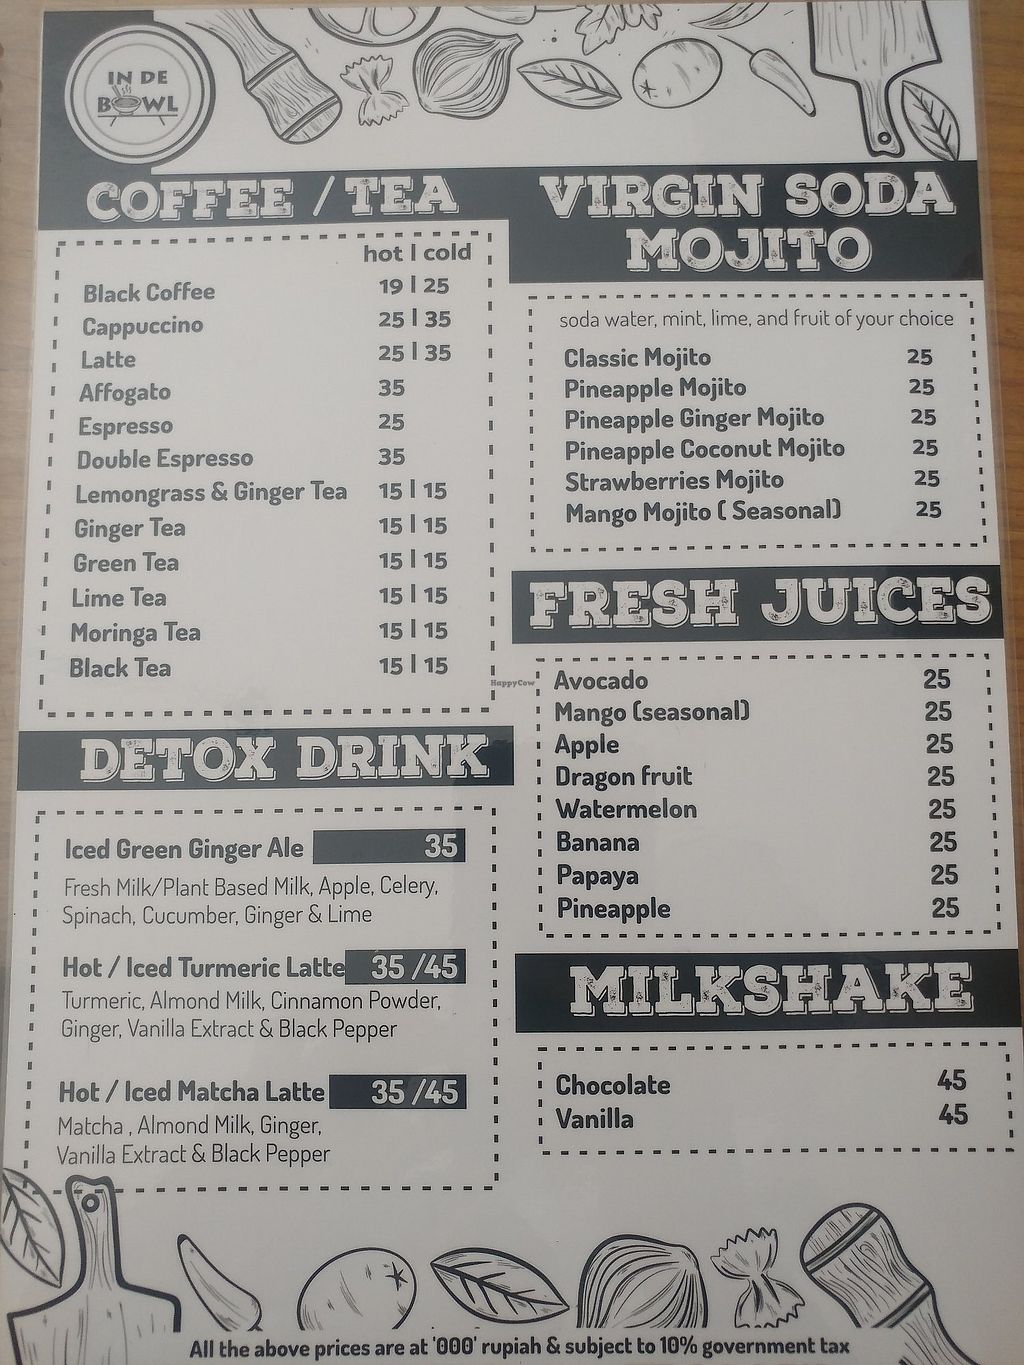 IN DE
BOWL
COFFEE / TEA
hot | cold
Black Coffee 19 | 25
Cappuccino 25 | 35
Latte 25 | 35
Affogato 35
Espresso 25
Double Espresso 35
Lemongrass & Ginger Tea 15 | 15
Ginger Tea 15 | 15
Green Tea 15 | 15
Lime Tea 15 | 15
Moringa Tea 15 | 15
Black Tea 15 | 15
DETOX DRINK
Iced Green Ginger Ale 35
Fresh Milk/Plant Based Milk, Apple, Celery,
Spinach, Cucumber, Ginger & Lime
Hot / Iced Turmeric Latte 35 /45
Turmeric, Almond Milk, Cinnamon Powder,
Ginger, Vanilla Extract & Black Pepper
Hot / Iced Matcha Latte 35 /45
Matcha , Almond Milk, Ginger,
Vanilla Extract & Black Pepper
VIRGIN SODA
MOJITO
soda water, mint, lime, and fruit of your choice
Classic Mojito 25
Pineapple Mojito 25
Pineapple Ginger Mojito 25
Pineapple Coconut Mojito 25
Strawberries Mojito 25
Mango Mojito ( Seasonal) 25
FRESH JUICES
HappyCow
Avocado 25
Mango (seasonal) 25
Apple 25
Dragon fruit 25
Watermelon 25
Banana 25
Papaya 25
Pineapple 25
MILKSHAKE
Chocolate 45
Vanilla 45
All the above prices are at '000' rupiah & subject to 10% government tax